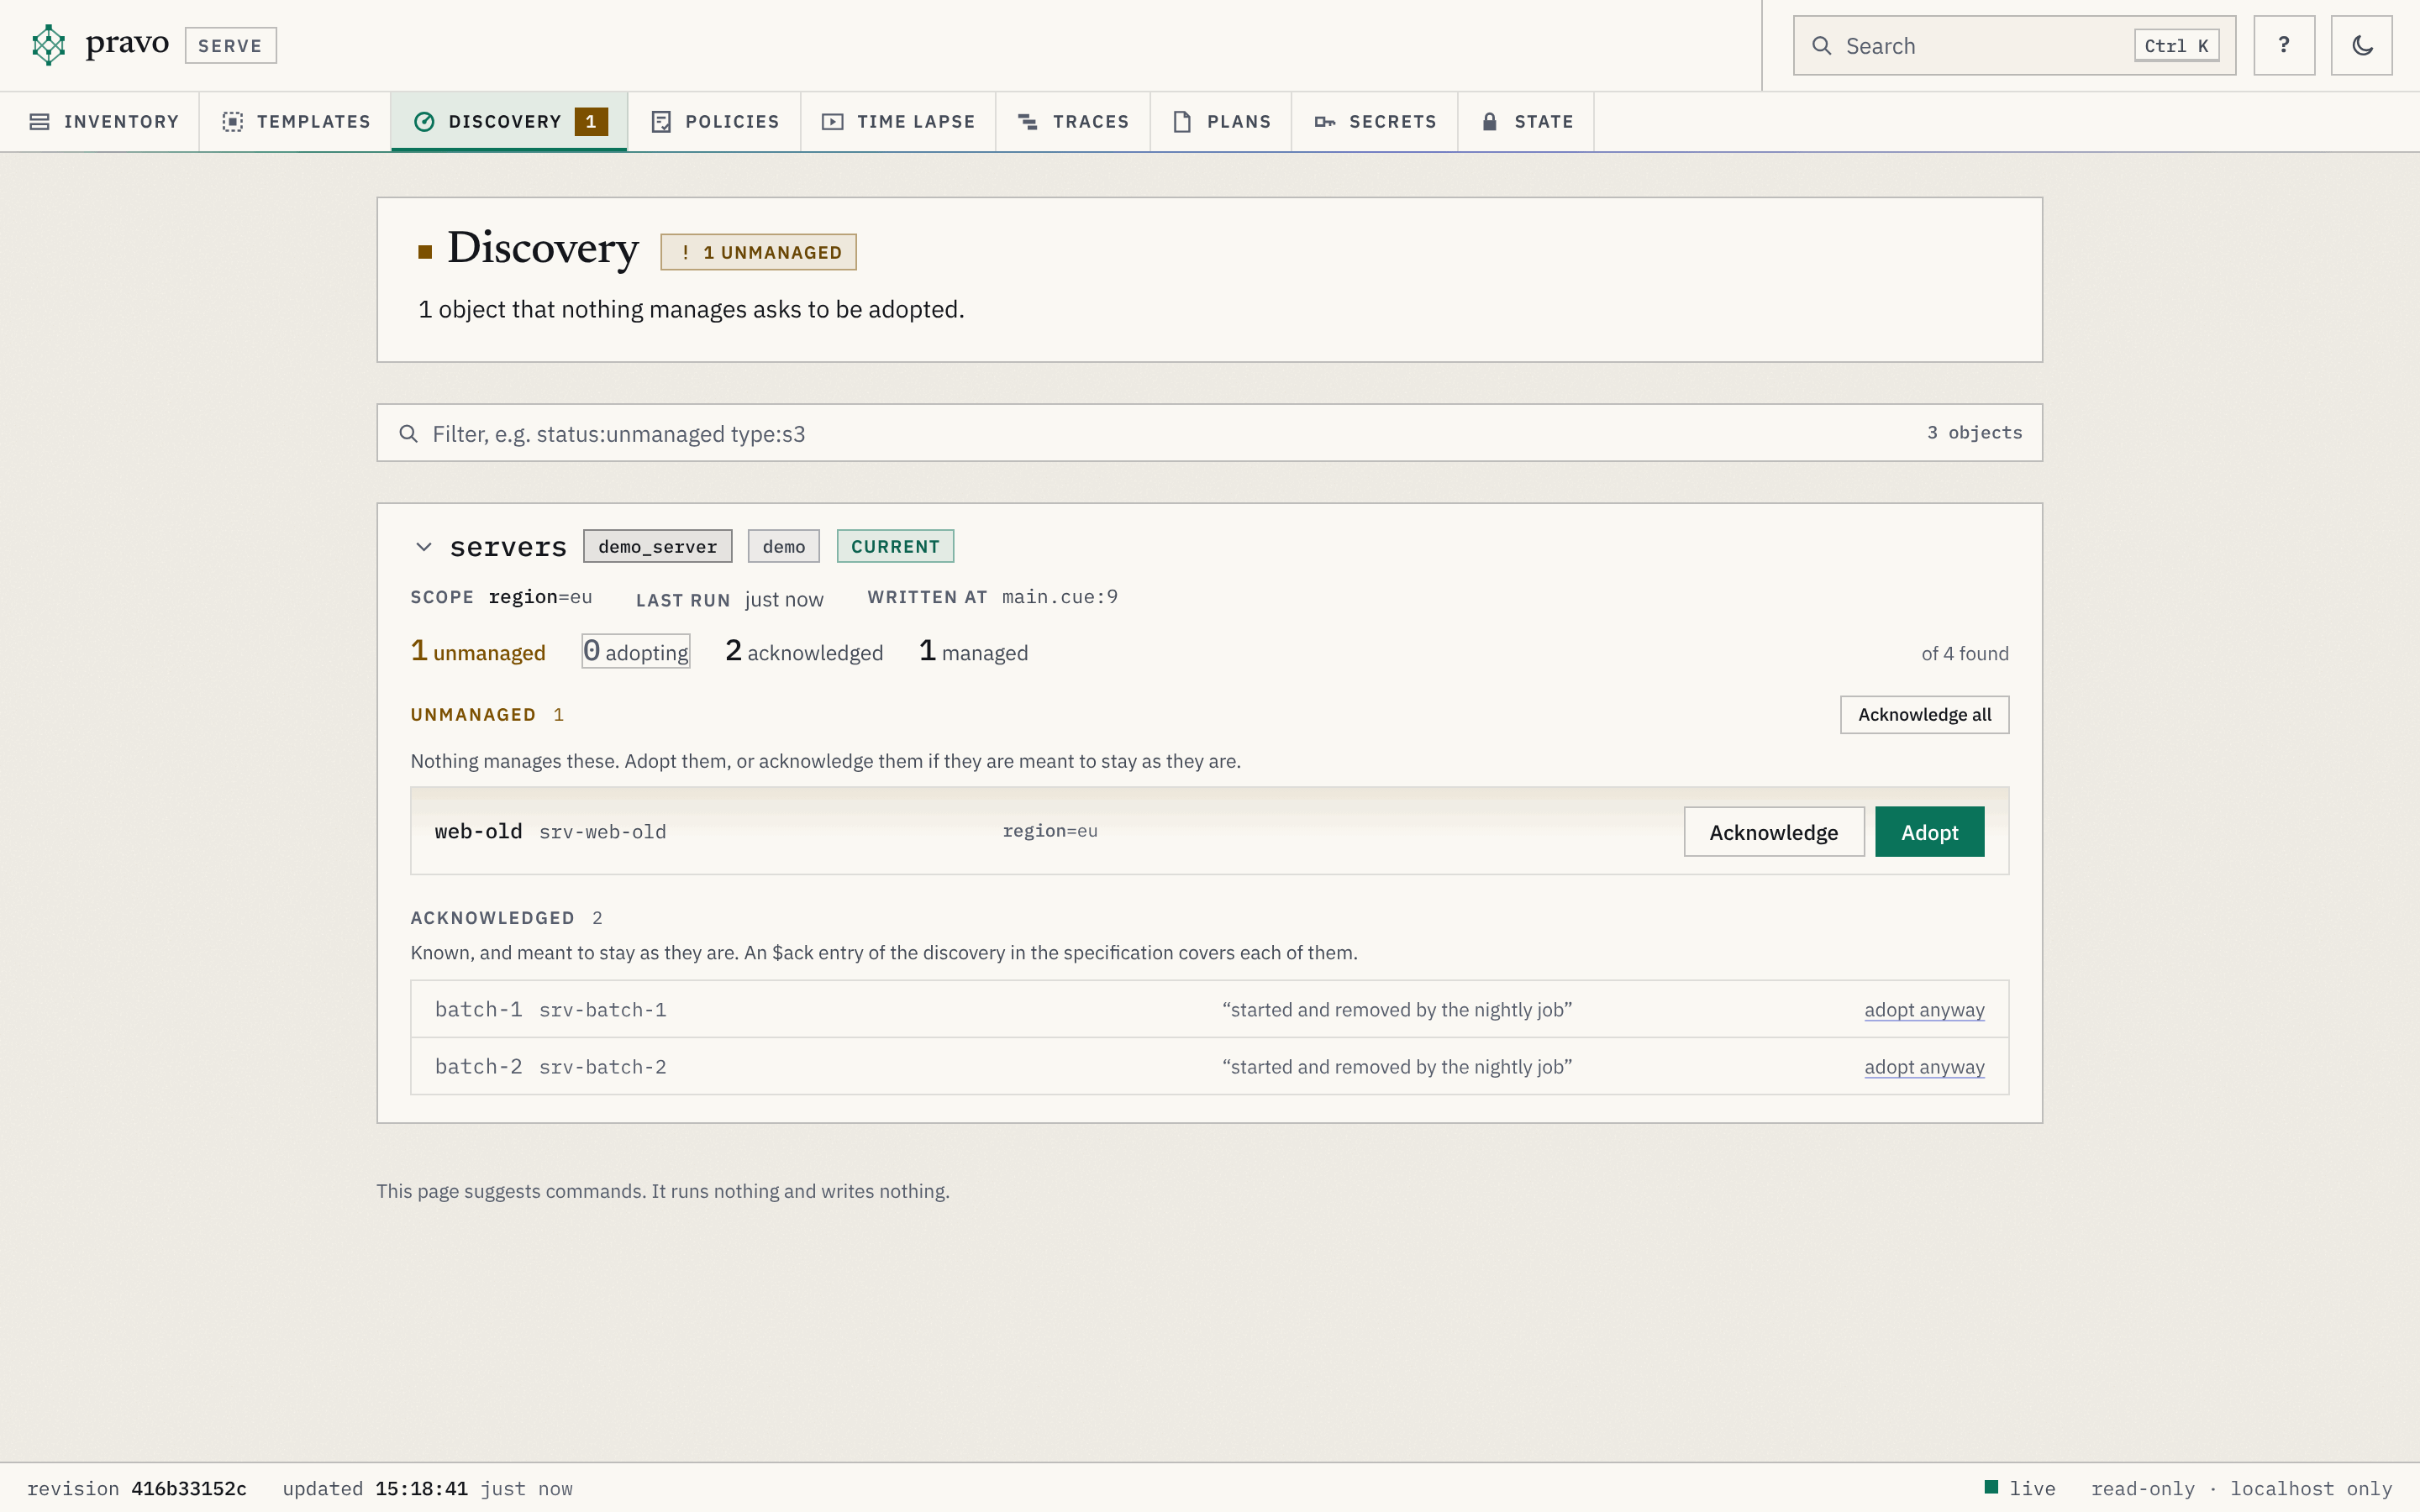 pravo SERVE
Search Ctrl K ?
INVENTORY TEMPLATES DISCOVERY 1 POLICIES TIME LAPSE TRACES PLANS SECRETS STATE
Discovery ! 1 UNMANAGED
1 object that nothing manages asks to be adopted.
Filter, e.g. status:unmanaged type:s3 3 objects
servers demo_server demo CURRENT
SCOPE region=eu LAST RUN just now WRITTEN AT main.cue:9
1 unmanaged 0 adopting 2 acknowledged 1 managed of 4 found
UNMANAGED 1 Acknowledge all
Nothing manages these. Adopt them, or acknowledge them if they are meant to stay as they are.
web-old srv-web-old region=eu Acknowledge Adopt
ACKNOWLEDGED 2
Known, and meant to stay as they are. An $ack entry of the discovery in the specification covers each of them.
batch-1 srv-batch-1 “started and removed by the nightly job” adopt anyway
batch-2 srv-batch-2 “started and removed by the nightly job” adopt anyway
This page suggests commands. It runs nothing and writes nothing.
revision 416b33152c updated 15:18:41 just now live read-only · localhost only